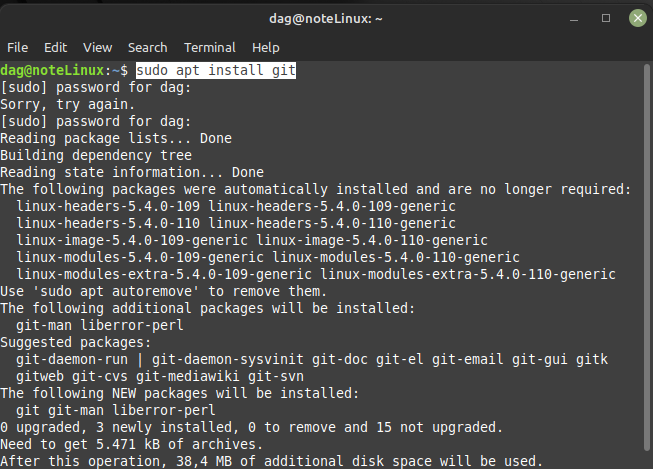 dag@noteLinux: ~
File Edit View Search Terminal Help
dag@noteLinux:~$ sudo apt install git
[sudo] password for dag:
Sorry, try again.
[sudo] password for dag:
Reading package lists... Done
Building dependency tree
Reading state information... Done
The following packages were automatically installed and are no longer required:
  linux-headers-5.4.0-109 linux-headers-5.4.0-109-generic
  linux-headers-5.4.0-110 linux-headers-5.4.0-110-generic
  linux-image-5.4.0-109-generic linux-image-5.4.0-110-generic
  linux-modules-5.4.0-109-generic linux-modules-5.4.0-110-generic
  linux-modules-extra-5.4.0-109-generic linux-modules-extra-5.4.0-110-generic
Use 'sudo apt autoremove' to remove them.
The following additional packages will be installed:
  git-man liberror-perl
Suggested packages:
  git-daemon-run | git-daemon-sysvinit git-doc git-el git-email git-gui gitk
  gitweb git-cvs git-mediawiki git-svn
The following NEW packages will be installed:
  git git-man liberror-perl
0 upgraded, 3 newly installed, 0 to remove and 15 not upgraded.
Need to get 5.471 kB of archives.
After this operation, 38,4 MB of additional disk space will be used.